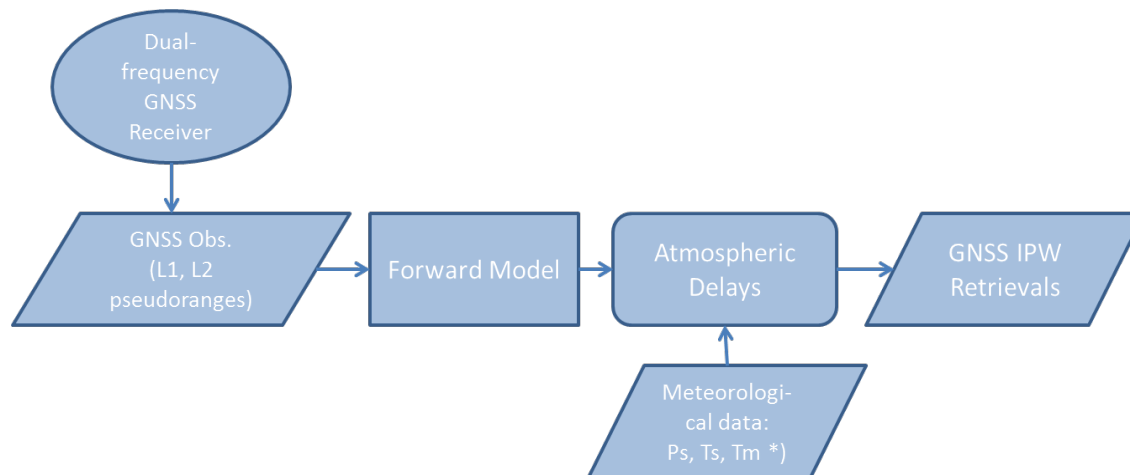 Dual-
frequency
GNSS
Receiver
GNSS Obs.
(L1, L2
pseudoranges)
Forward Model
Atmospheric
Delays
GNSS IPW
Retrievals
Meteorologi-
cal data:
Ps, Ts, Tm *)